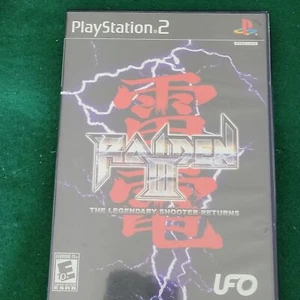 PlayStation 2
雷電
RAIDEN
III
THE LEGENDARY SHOOTER RETURNS
E
UFO